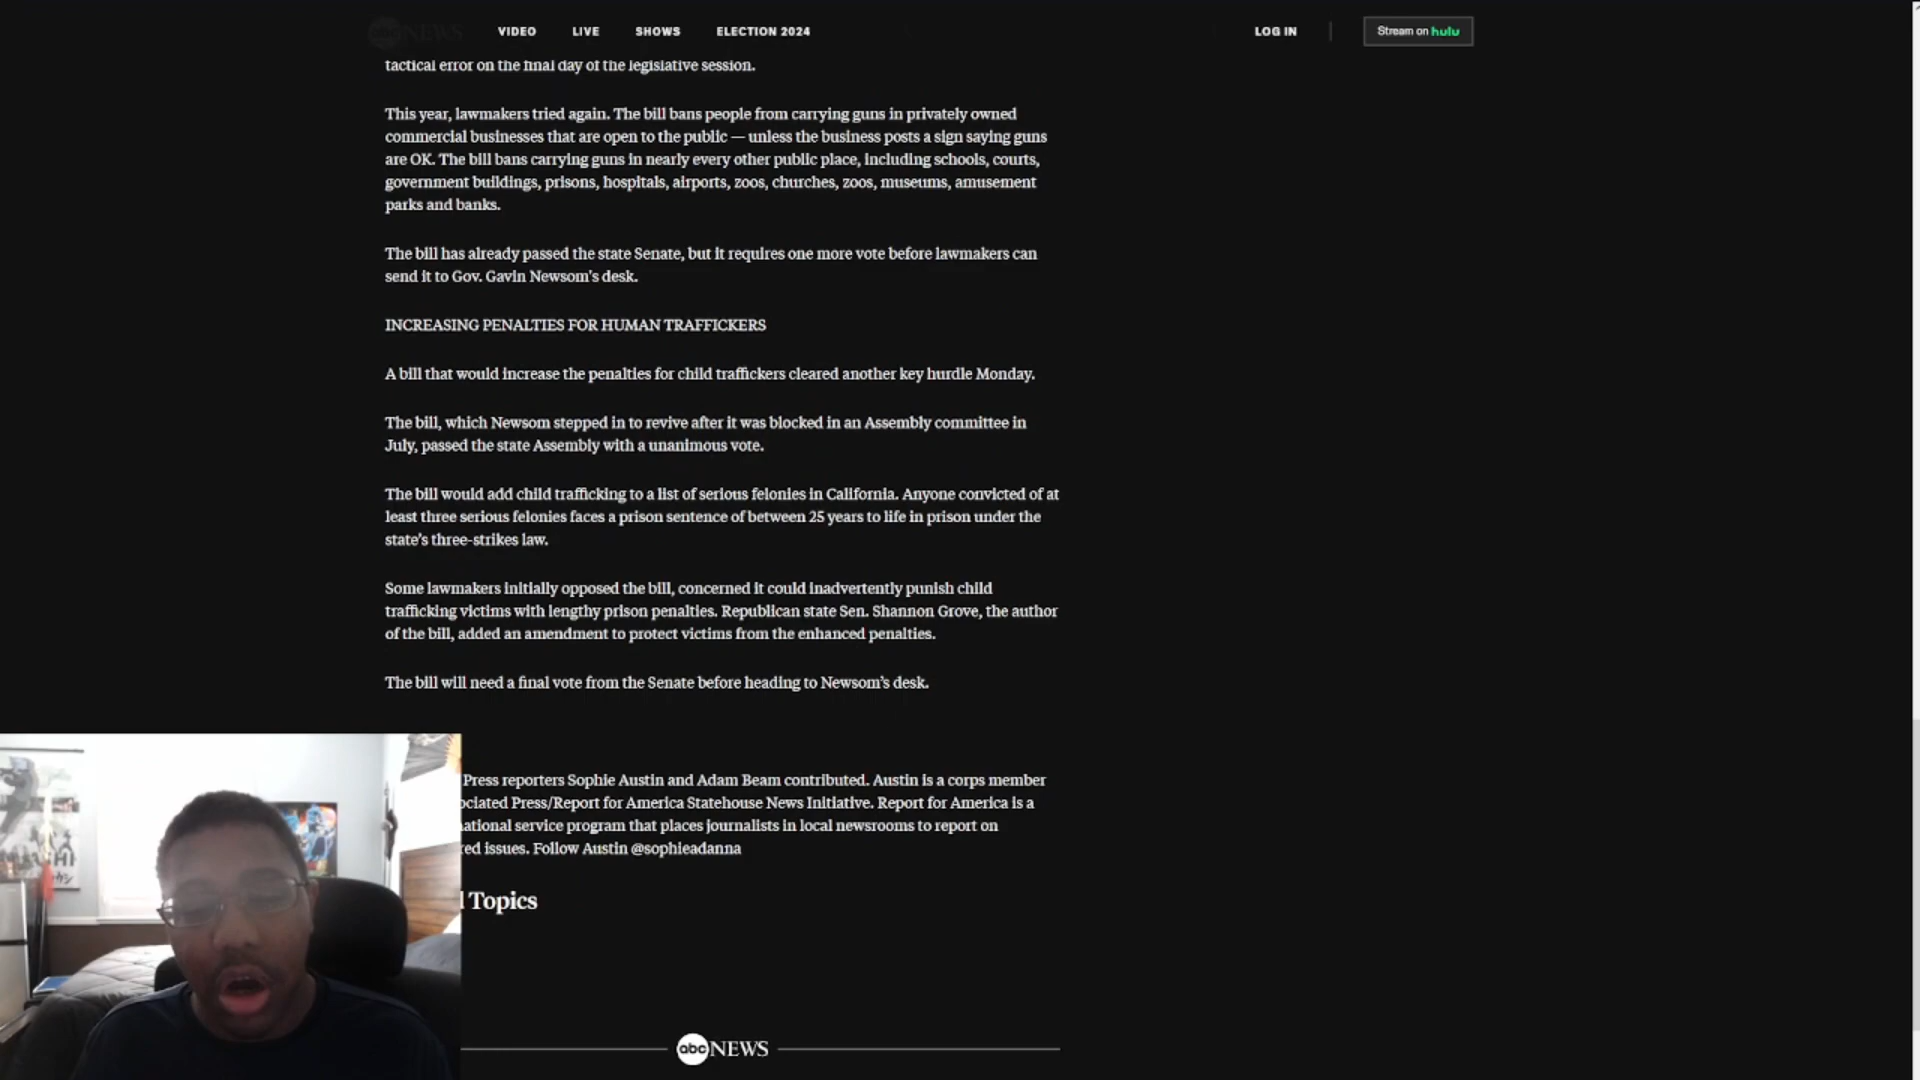 abc NEWS VIDEO LIVE SHOWS ELECTION 2024 LOG IN Stream on hulu
tactical error on the final day of the legislative session.
This year, lawmakers tried again. The bill bans people from carrying guns in privately owned
commercial businesses that are open to the public — unless the business posts a sign saying guns
are OK. The bill bans carrying guns in nearly every other public place, including schools, courts,
government buildings, prisons, hospitals, airports, zoos, churches, zoos, museums, amusement
parks and banks.
The bill has already passed the state Senate, but it requires one more vote before lawmakers can
send it to Gov. Gavin Newsom's desk.
INCREASING PENALTIES FOR HUMAN TRAFFICKERS
A bill that would increase the penalties for child traffickers cleared another key hurdle Monday.
The bill, which Newsom stepped in to revive after it was blocked in an Assembly committee in
July, passed the state Assembly with a unanimous vote.
The bill would add child trafficking to a list of serious felonies in California. Anyone convicted of at
least three serious felonies faces a prison sentence of between 25 years to life in prison under the
state's three-strikes law.
Some lawmakers initially opposed the bill, concerned it could inadvertently punish child
trafficking victims with lengthy prison penalties. Republican state Sen. Shannon Grove, the author
of the bill, added an amendment to protect victims from the enhanced penalties.
The bill will need a final vote from the Senate before heading to Newsom's desk.
Press reporters Sophie Austin and Adam Beam contributed. Austin is a corps member
ociated Press/Report for America Statehouse News Initiative. Report for America is a
ational service program that places journalists in local newsrooms to report on
red issues. Follow Austin @sophieadanna
Topics
abc NEWS